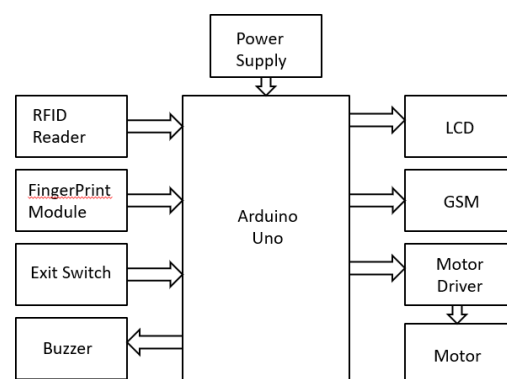 Power
Supply
RFID
Reader
FingerPrint
Module
Exit Switch
Buzzer
Arduino
Uno
LCD
GSM
Motor
Driver
Motor